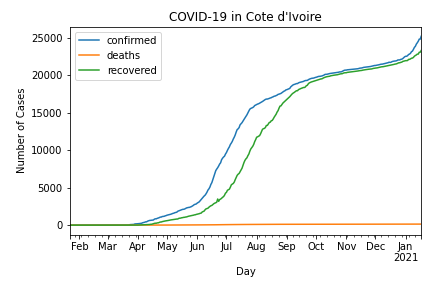 COVID-19 in Cote d'Ivoire
confirmed
deaths
recovered
Number of Cases
25000
20000
15000
10000
5000
0
Feb Mar Apr May Jun Jul Aug Sep Oct Nov Dec Jan
2021
Day